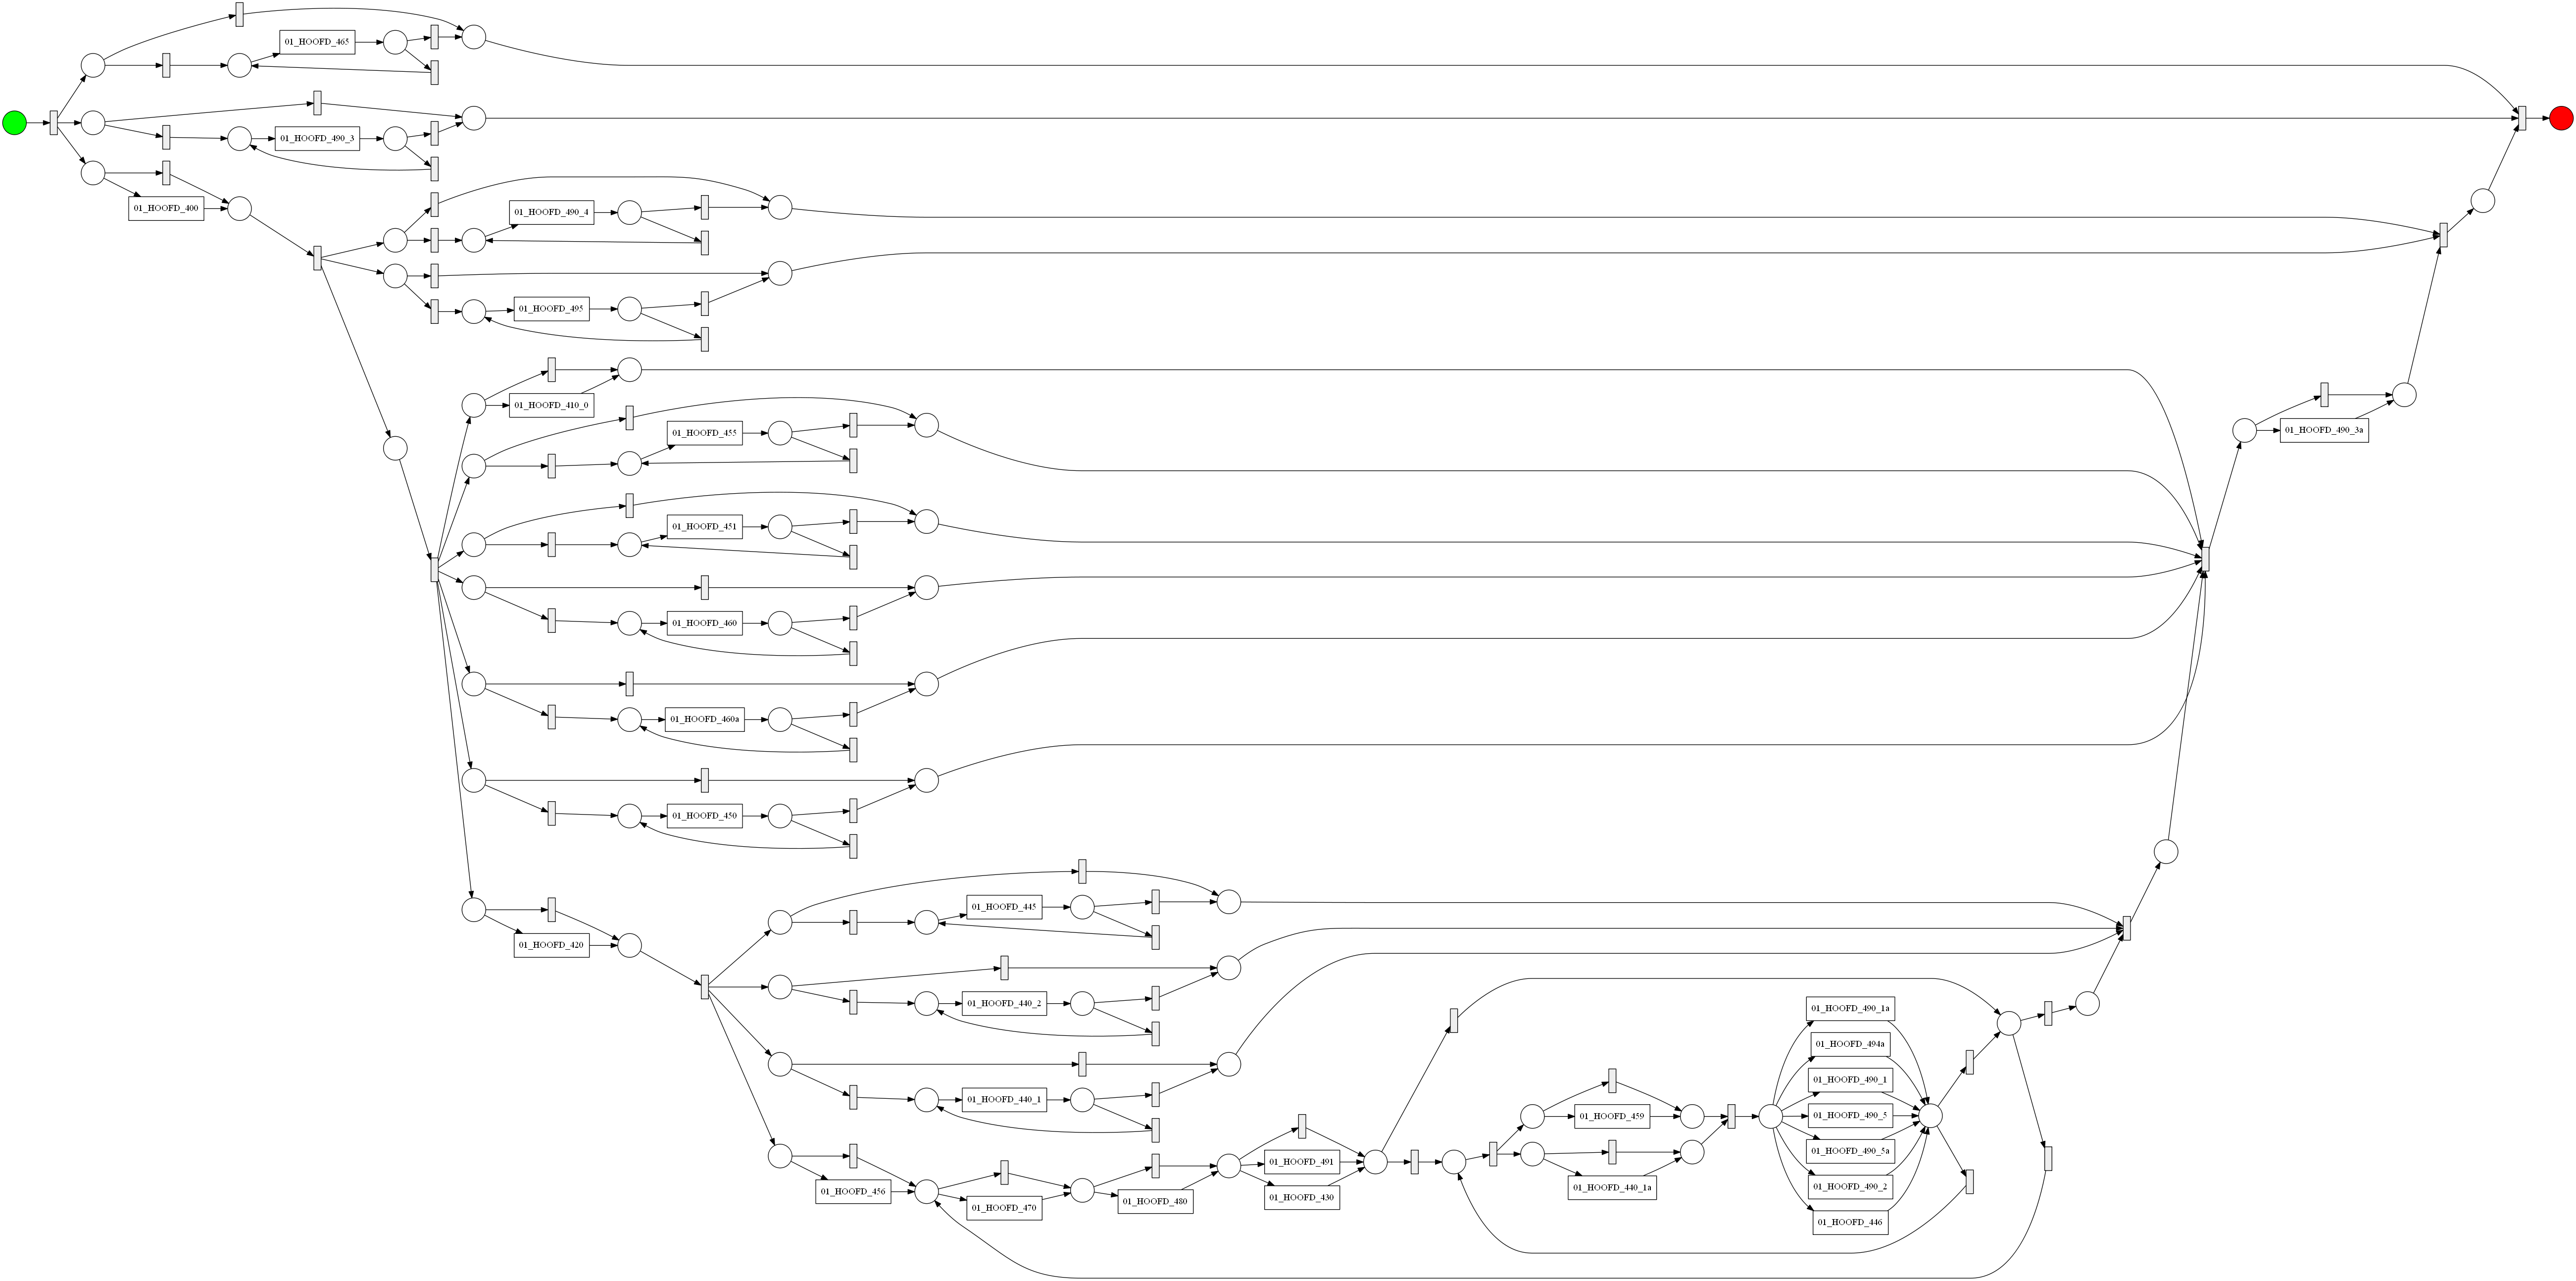 01_HOOFD_465
01_HOOFD_490_3
01_HOOFD_400
01_HOOFD_490_4
01_HOOFD_495
01_HOOFD_410_0
01_HOOFD_455
01_HOOFD_490_3a
01_HOOFD_451
01_HOOFD_460
01_HOOFD_460a
01_HOOFD_450
01_HOOFD_445
01_HOOFD_420
01_HOOFD_440_2
01_HOOFD_440_1
01_HOOFD_456
01_HOOFD_470
01_HOOFD_480
01_HOOFD_491
01_HOOFD_430
01_HOOFD_459
01_HOOFD_440_1a
01_HOOFD_490_1a
01_HOOFD_494a
01_HOOFD_490_1
01_HOOFD_490_5
01_HOOFD_490_5a
01_HOOFD_490_2
01_HOOFD_446